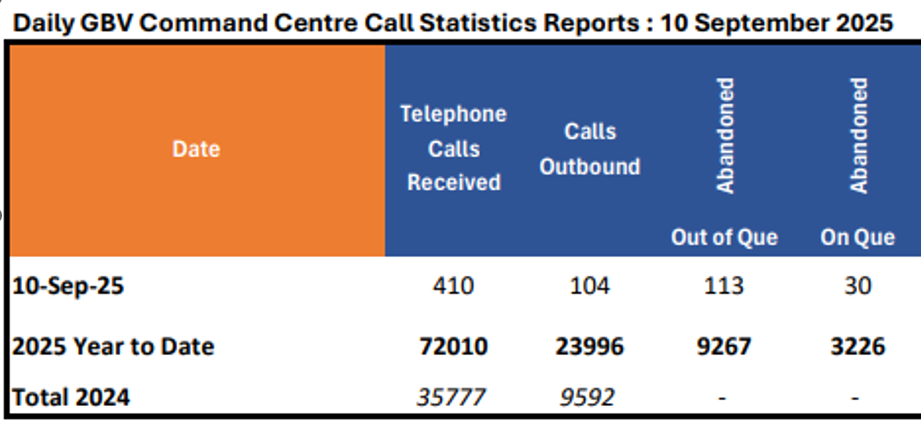 Daily GBV Command Centre Call Statistics Reports : 10 September 2025
Date
Telephone
Calls
Received
Calls
Outbound
Abandoned
Out of Que
Abandoned
On Que
10-Sep-25 410 104 113 30
2025 Year to Date 72010 23996 9267 3226
Total 2024 35777 9592 - -